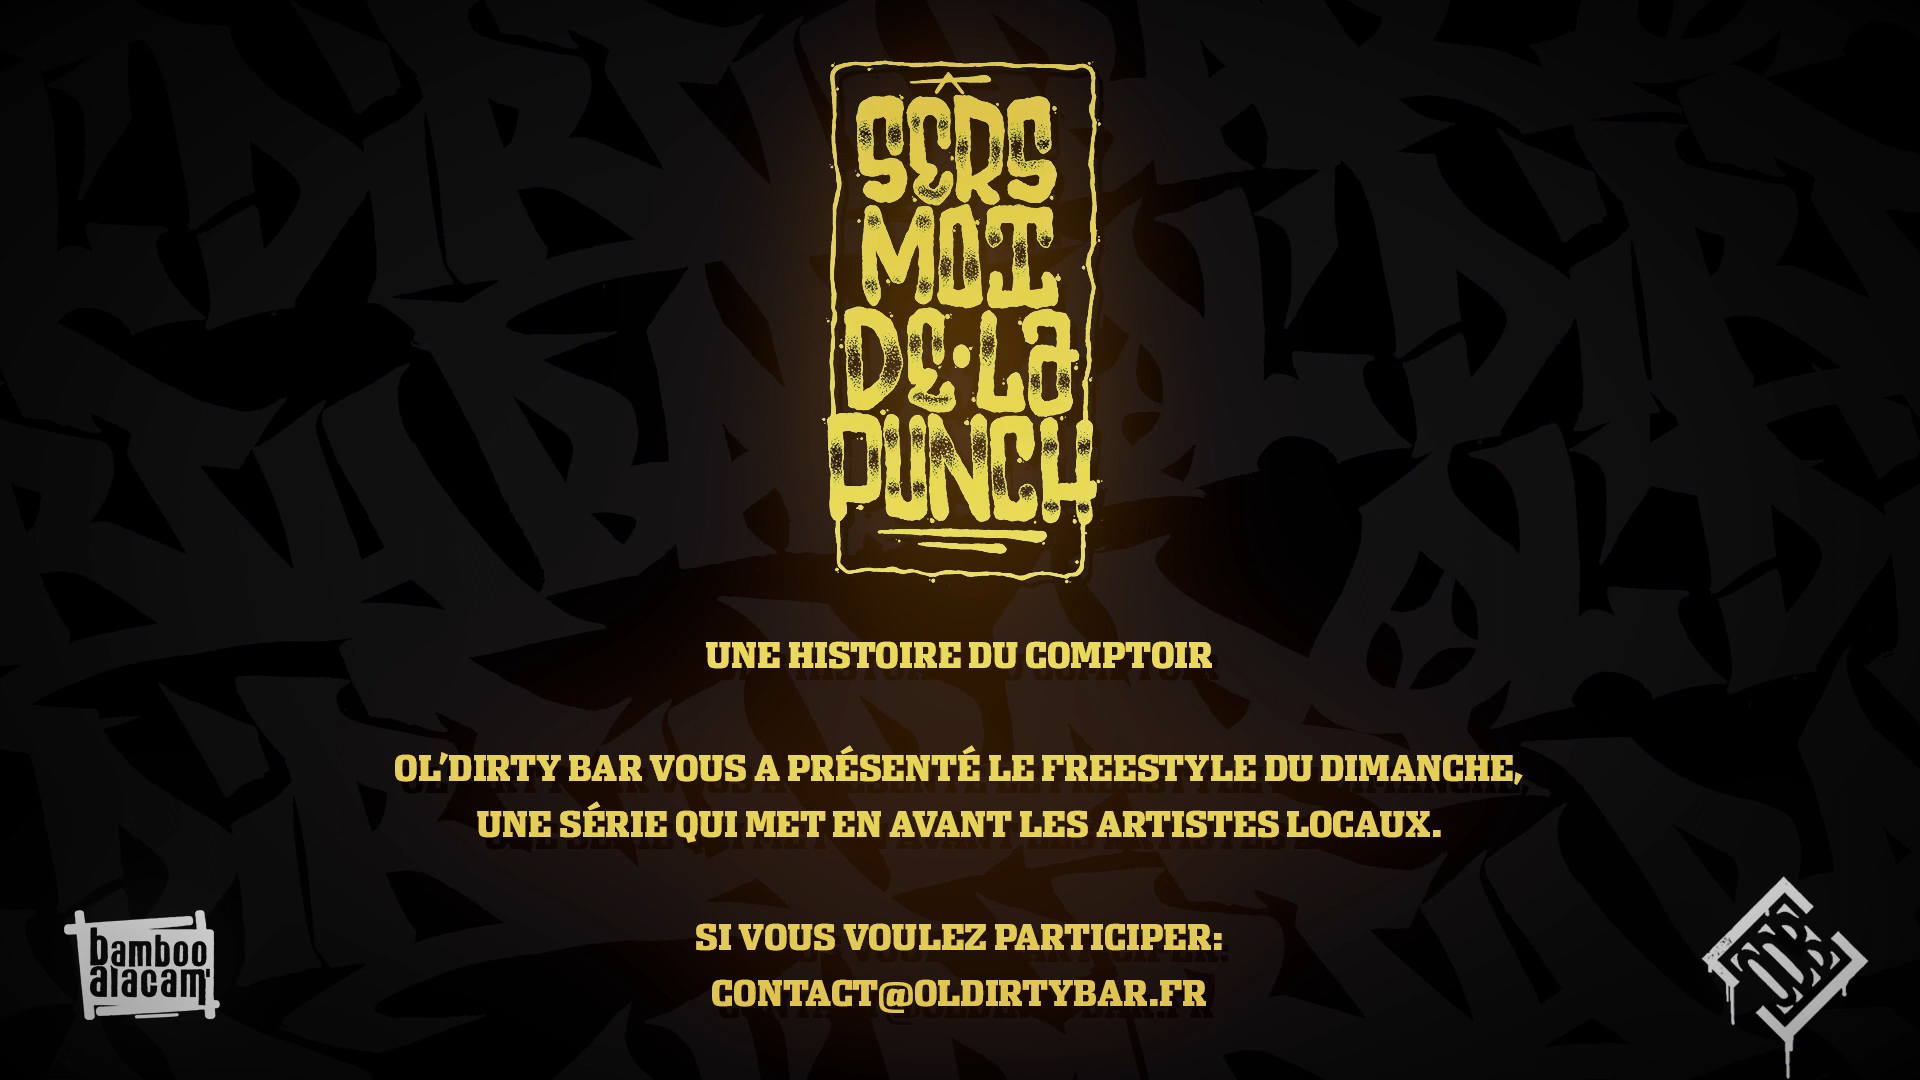 SERS
MOI
DE·La
PUNCH
UNE HISTOIRE DU COMPTOIR
OL'DIRTY BAR VOUS A PRÉSENTÉ LE FREESTYLE DU DIMANCHE,
UNE SÉRIE QUI MET EN AVANT LES ARTISTES LOCAUX.
SI VOUS VOULEZ PARTICIPER:
CONTACT@OLDIRTYBAR.FR
bamboo
alacam'
ODB